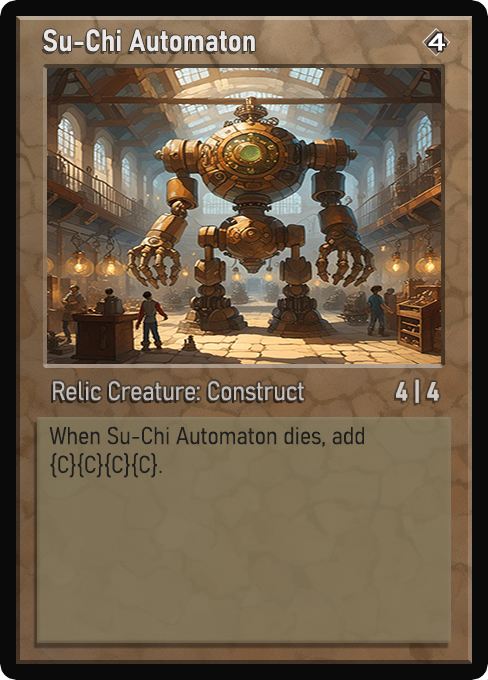 Su-Chi Automaton 4
Relic Creature: Construct 4|4
When Su-Chi Automaton dies, add
{C}{C}{C}{C}.